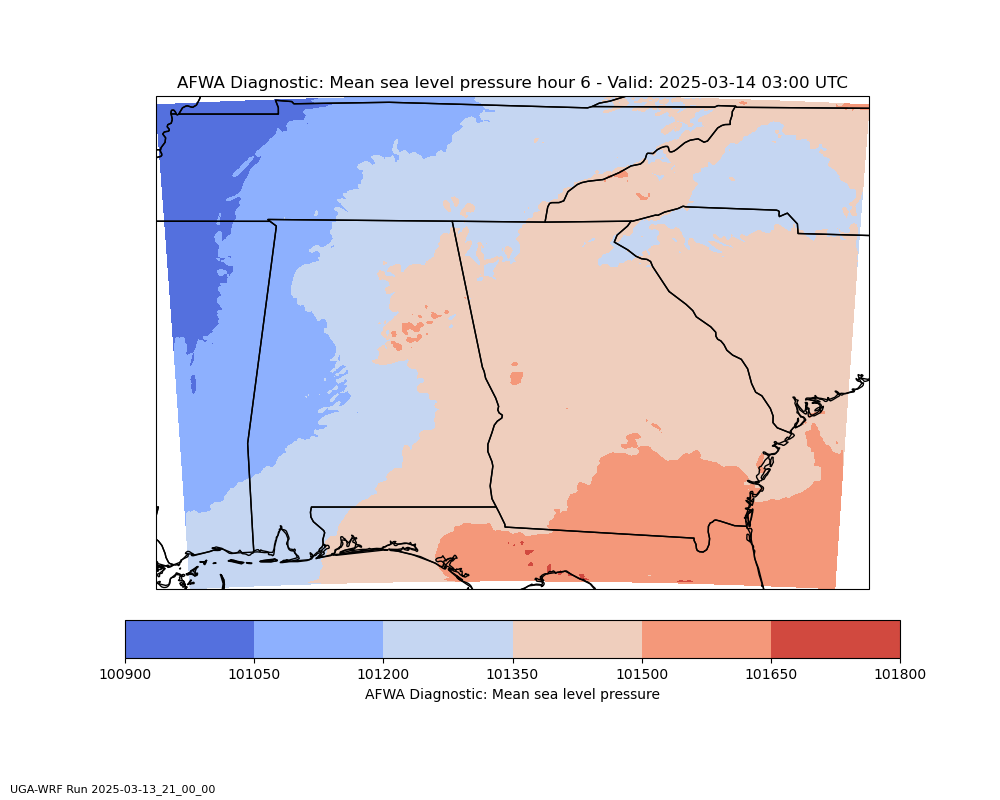 AFWA Diagnostic: Mean sea level pressure hour 6 - Valid: 2025-03-14 03:00 UTC
100900 101050 101200 101350 101500 101650 101800
AFWA Diagnostic: Mean sea level pressure
UGA-WRF Run 2025-03-13_21_00_00